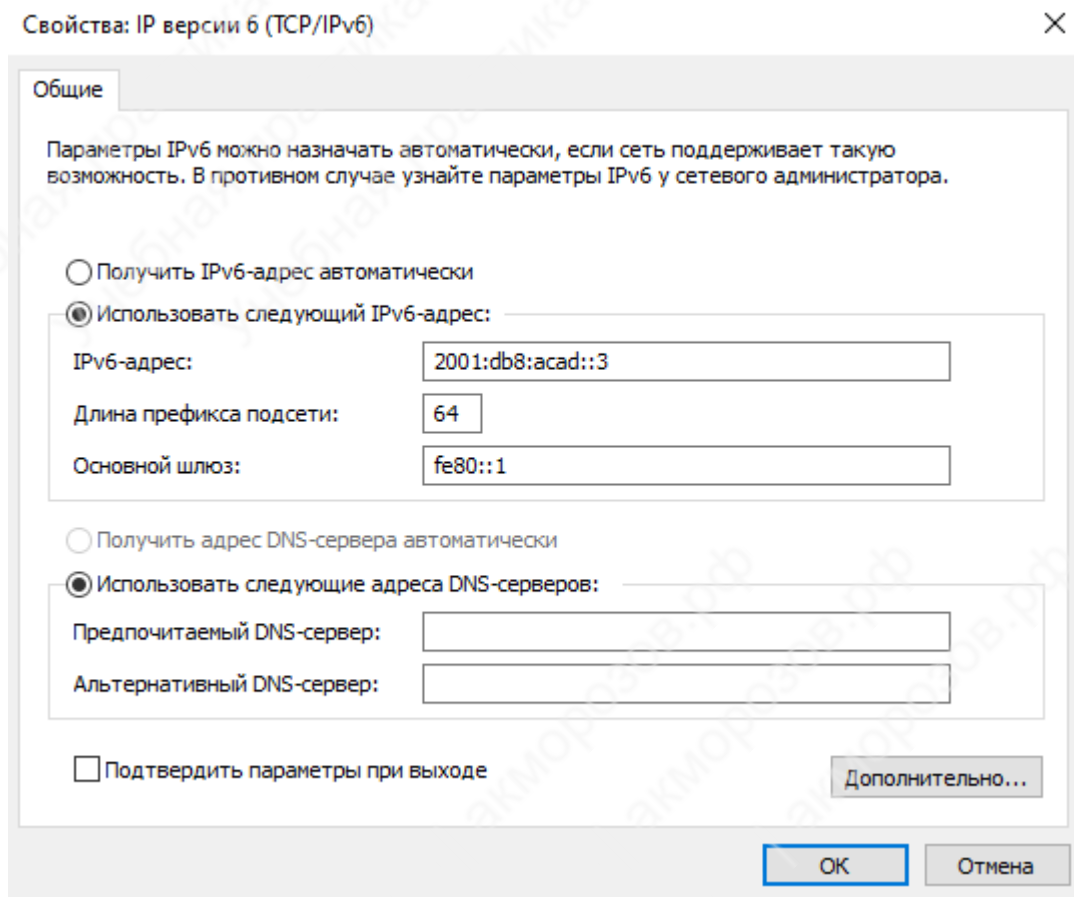 Свойства: IP версии 6 (TCP/IPv6)
Общие
Параметры IPv6 можно назначать автоматически, если сеть поддерживает такую
возможность. В противном случае узнайте параметры IPv6 у сетевого администратора.
Получить IPv6-адрес автоматически
Использовать следующий IPv6-адрес:
IPv6-адрес: 2001:db8:acad::3
Длина префикса подсети: 64
Основной шлюз: fe80::1
Получить адрес DNS-сервера автоматически
Использовать следующие адреса DNS-серверов:
Предпочитаемый DNS-сервер:
Альтернативный DNS-сервер:
Подтвердить параметры при выходе
Дополнительно...
ОК Отмена